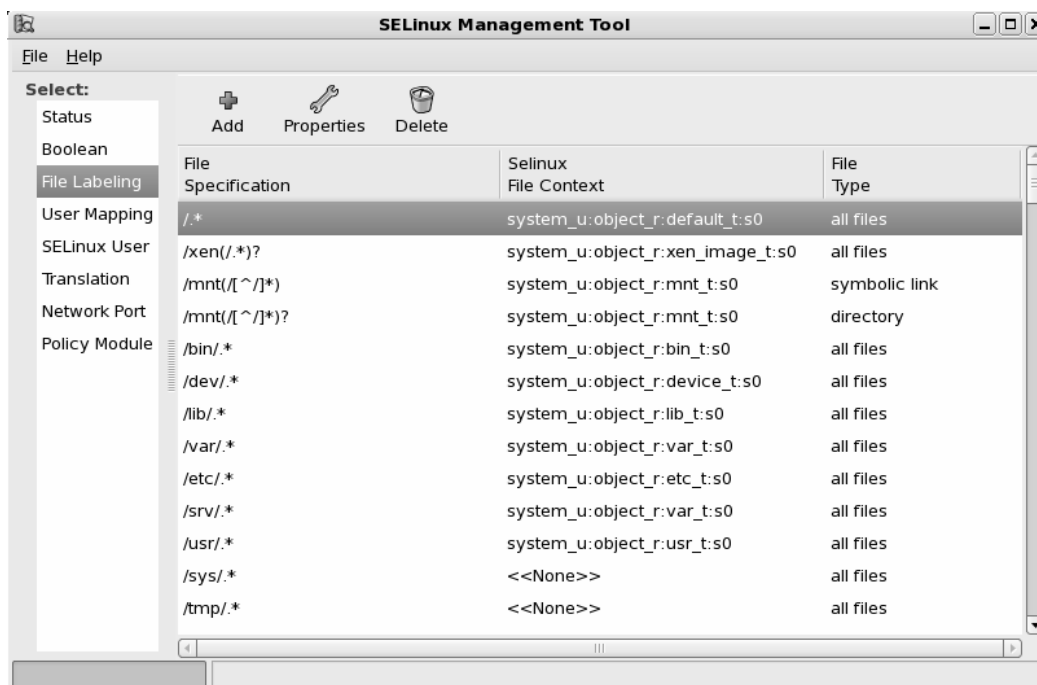 SELinux Management Tool
File Help
Select:
Status
Boolean
File Labeling
User Mapping
SELinux User
Translation
Network Port
Policy Module
Add Properties Delete
File Specification Selinux File Context File Type
/.* system_u:object_r:default_t:s0 all files
/xen(/.*)? system_u:object_r:xen_image_t:s0 all files
/mnt(/[^/]*) system_u:object_r:mnt_t:s0 symbolic link
/mnt(/[^/]*)? system_u:object_r:mnt_t:s0 directory
/bin/.* system_u:object_r:bin_t:s0 all files
/dev/.* system_u:object_r:device_t:s0 all files
/lib/.* system_u:object_r:lib_t:s0 all files
/var/.* system_u:object_r:var_t:s0 all files
/etc/.* system_u:object_r:etc_t:s0 all files
/srv/.* system_u:object_r:var_t:s0 all files
/usr/.* system_u:object_r:usr_t:s0 all files
/sys/.* <<None>> all files
/tmp/.* <<None>> all files